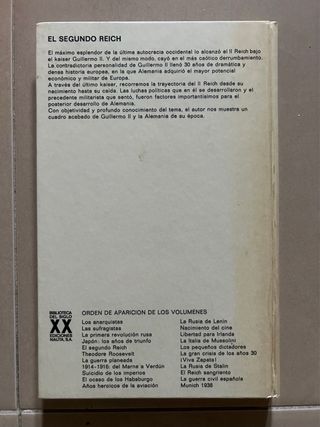 EL SEGUNDO REICH
El máximo esplendor de la última autocracia occidental lo alcanzó el II Reich bajo
el kaiser Guillermo II. Y del mismo modo, cayó en el más caótico derrumbamiento.
La contradictoria personalidad de Guillermo II llenó 30 años de dramática y
densa historia europea, en la que Alemania adquirió el mayor potencial
económico y militar de Europa.
A través del último kaiser, recorremos la trayectoria del II Reich desde su
nacimiento hasta su caída. Las luchas políticas que en él se desarrollaron y el
precedente militarista que sentó, fueron factores importantísimos para el
posterior desarrollo de Alemania.
Con objetividad y profundo conocimiento del tema, el autor nos muestra un
cuadro acabado de Guillermo II y la Alemania de su época.
BIBLIOTECA
DEL SIGLO
XX
EDICIONES
NAUTA, S.A.
ORDEN DE APARICION DE LOS VOLUMENES
Los anarquistas
Las sufragistas
La primera revolución rusa
Japón: los años de triunfo
El segundo Reich
Theodore Roosevelt
La guerra planeada
1914-1916: del Marne a Verdún
Suicidio de los imperios
El ocaso de los Habsburgo
Años heroicos de la aviación
La Rusia de Lenin
Nacimiento del cine
Libertad para Irlanda
La Italia de Mussolini
Los pequeños dictadores
La gran crisis de los años 30
¡Viva Zapata!
La Rusia de Stalin
El Reich sangriento
La guerra civil española
Munich 1938